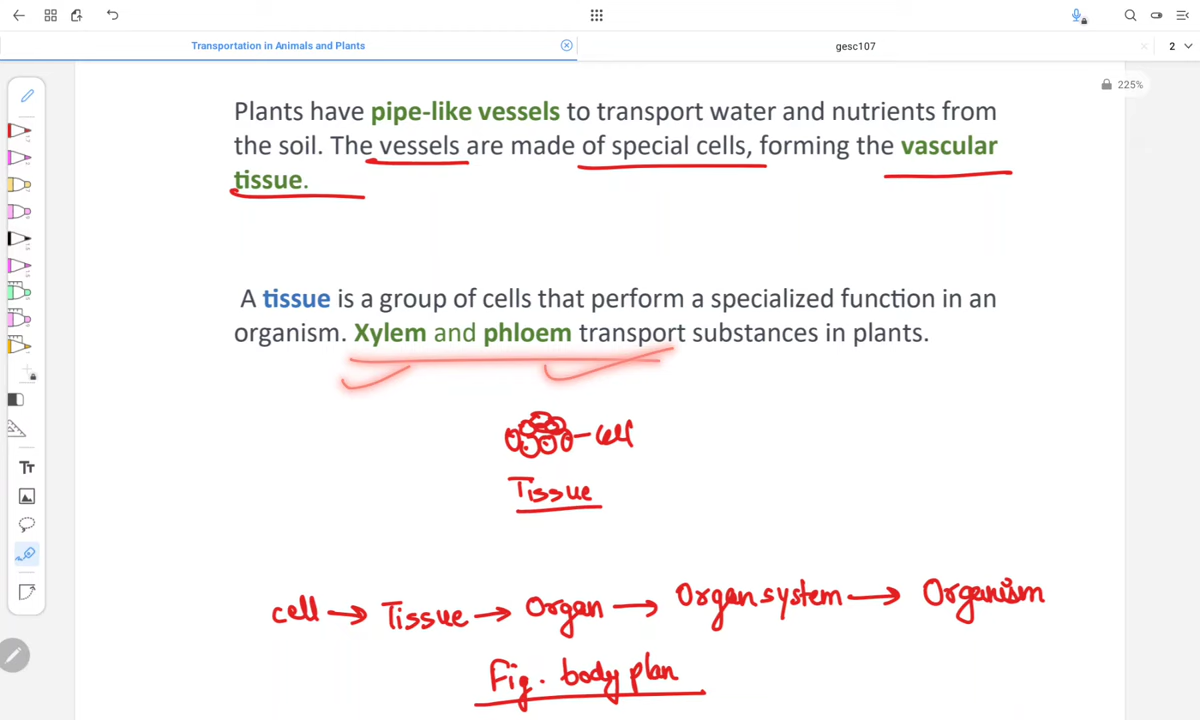 Transportation in Animals and Plants
gesc107
2
225%
Plants have pipe-like vessels to transport water and nutrients from
the soil. The vessels are made of special cells, forming the vascular
tissue.
A tissue is a group of cells that perform a specialized function in an
organism. Xylem and phloem transport substances in plants.
cell
Tissue
cell → Tissue → Organ → Organ system → Organism
Fig. body plan
TT